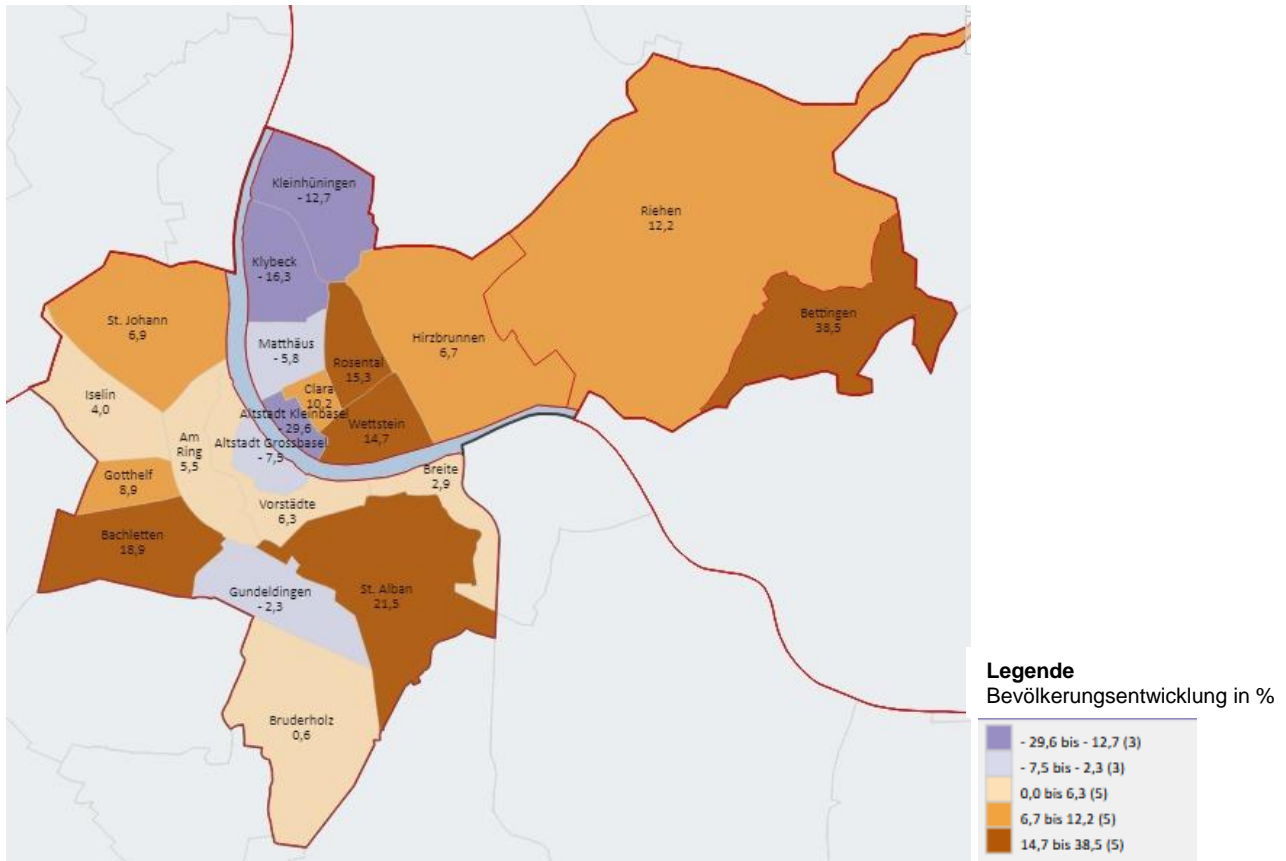 Kleinhüningen
- 12,7
Riehen
12,2
Klybeck
- 16,3
Bettingen
38,5
St. Johann
6,9
Matthäus
- 5,8
Hirzbrunnen
6,7
Rosental
15,3
Iselin
4,0
Clara
10,2
Altstadt Kleinbasel
- 29,6
Wettstein
14,7
Am
Ring
5,5
Altstadt Grossbasel
- 7,5
Gotthelf
8,9
Breite
2,9
Vorstädte
6,3
Bachletten
18,9
Gundeldingen
- 2,3
St. Alban
21,5
Bruderholz
0,6
Legende
Bevölkerungsentwicklung in %
- 29,6 bis - 12,7 (3)
- 7,5 bis - 2,3 (3)
0,0 bis 6,3 (5)
6,7 bis 12,2 (5)
14,7 bis 38,5 (5)